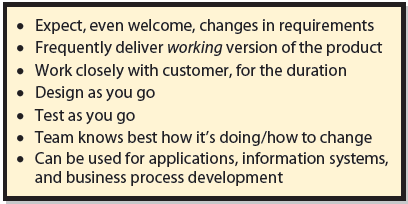 • Expect, even welcome, changes in requirements
• Frequently deliver working version of the product
• Work closely with customer, for the duration
• Design as you go
• Test as you go
• Team knows best how it's doing/how to change
• Can be used for applications, information systems,
and business process development